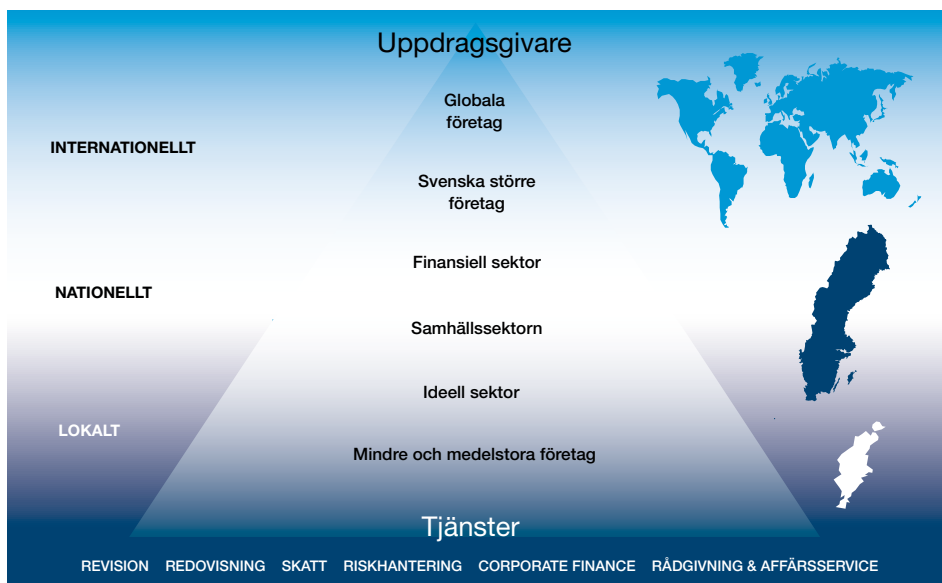 Uppdragsgivare
Globala
företag
INTERNATIONELLT
Svenska större
företag
Finansiell sektor
NATIONELLT
Samhällssektorn
Ideell sektor
LOKALT
Mindre och medelstora företag
Tjänster
REVISION REDOVISNING SKATT RISKHANTERING CORPORATE FINANCE RÅDGIVNING & AFFÄRSSERVICE